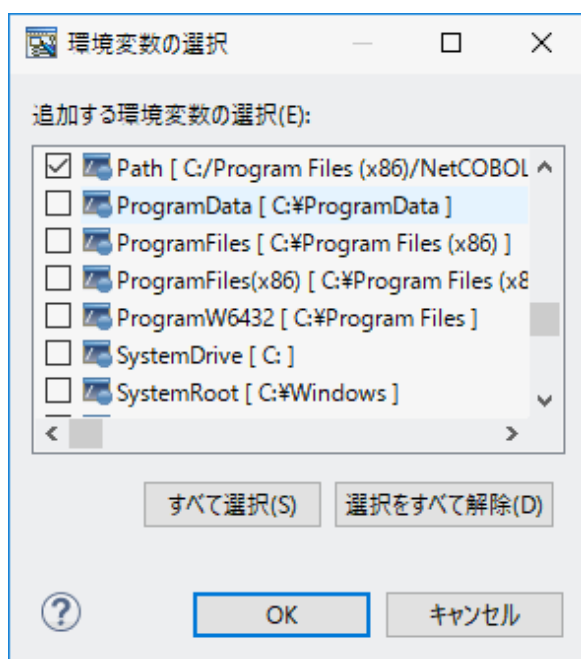 環境変数の選択
追加する環境変数の選択(E):
Path [ C:/Program Files (x86)/NetCOBOL
ProgramData [ C:¥ProgramData ]
ProgramFiles [ C:¥Program Files (x86) ]
ProgramFiles(x86) [ C:¥Program Files (x8
ProgramW6432 [ C:¥Program Files ]
SystemDrive [ C: ]
SystemRoot [ C:¥Windows ]
すべて選択(S) 選択をすべて解除(D)
? OK キャンセル